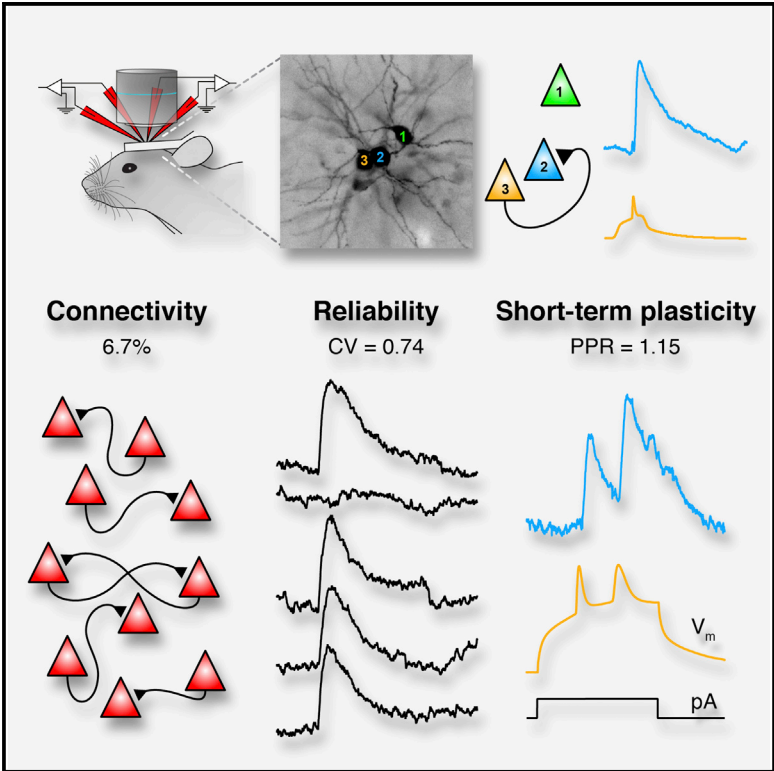 1
3 2
1
2
3
Connectivity
6.7%
Reliability
CV = 0.74
Short-term plasticity
PPR = 1.15
Vm
pA